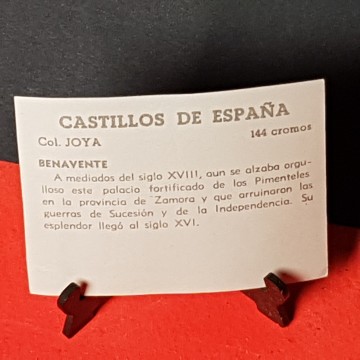 CASTILLOS DE ESPAÑA
Col. JOYA
144 cromos
BENAVENTE
A mediados del siglo XVIII, aun se alzaba orgu-
lloso este palacio fortificado de los Pimenteles
en la provincia de Zamora y que arruinaron las
guerras de Sucesión y de la Independencia. Su
esplendor llegó al siglo XVI.